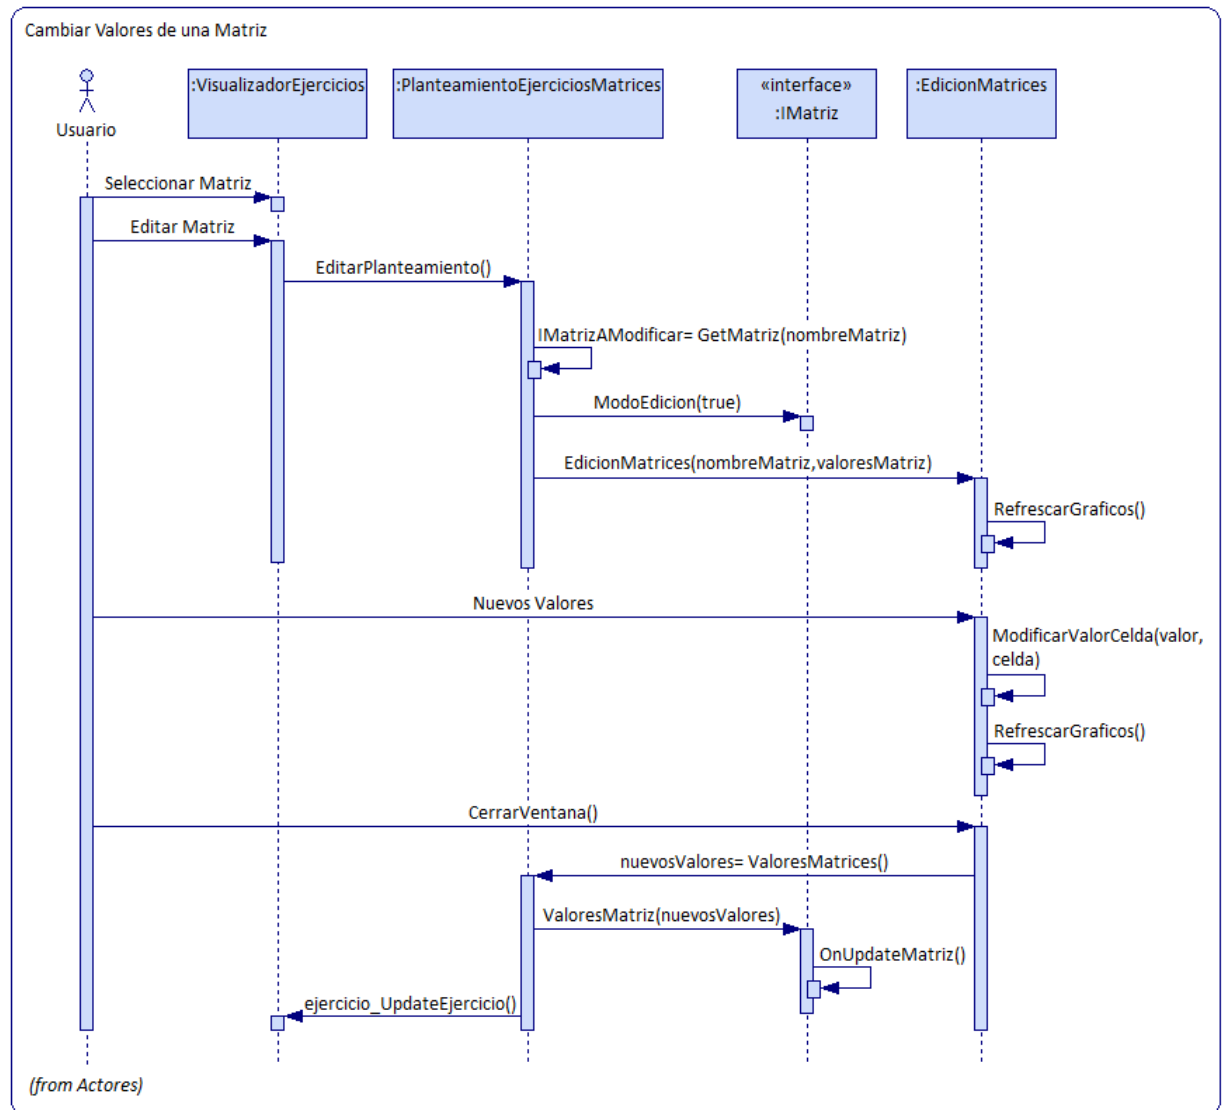 Cambiar Valores de una Matriz
:VisualizadorEjercicios
:PlanteamientoEjerciciosMatrices
«interface»
:IMatriz
:EdicionMatrices
Usuario
Seleccionar Matriz
Editar Matriz
EditarPlanteamiento()
IMatrizAModificar= GetMatriz(nombreMatriz)
ModoEdicion(true)
EdicionMatrices(nombreMatriz,valoresMatriz)
RefrescarGraficos()
Nuevos Valores
ModificarValorCelda(valor,
celda)
RefrescarGraficos()
CerrarVentana()
nuevosValores= ValoresMatrices()
ValoresMatriz(nuevosValores)
OnUpdateMatriz()
ejercicio_UpdateEjercicio()
(from Actores)